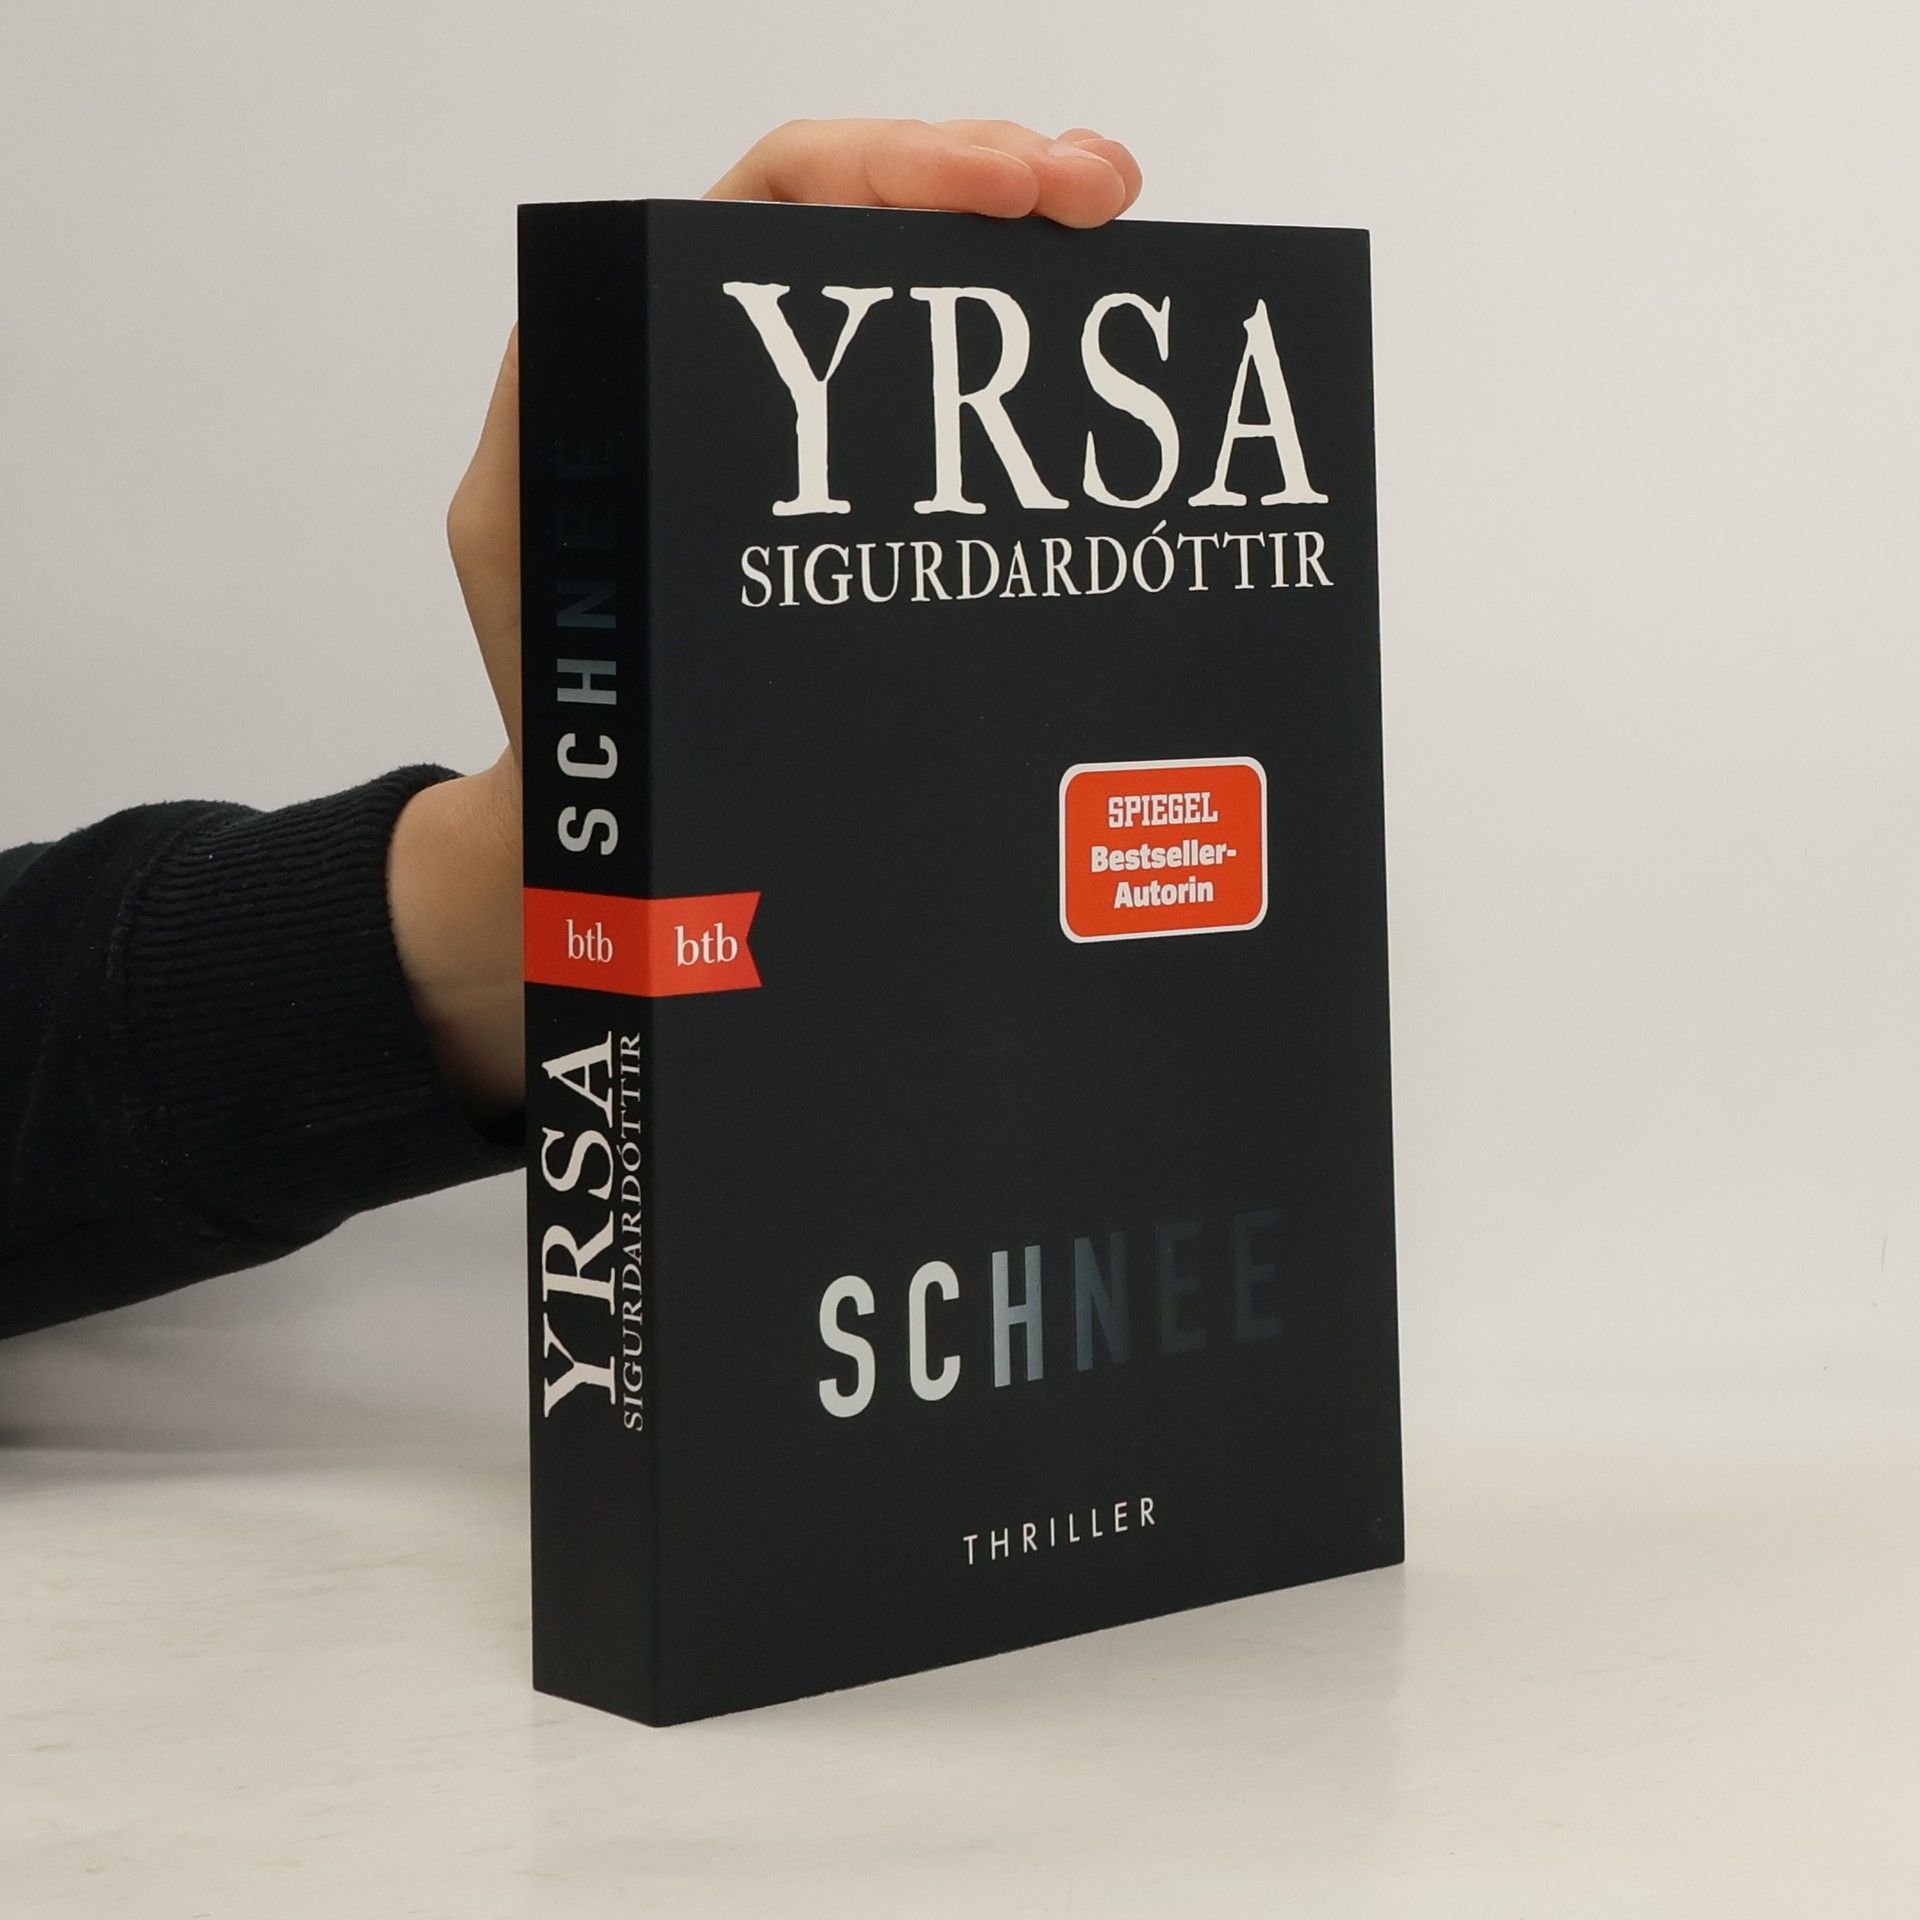 YRSA
SIGURDARDÓTTIR
SPIEGEL
Bestseller-
Autorin
btb
SCHNEE
THRILLER
SCHNEE
btb
YRSA
SIGURDARDÓTTIR